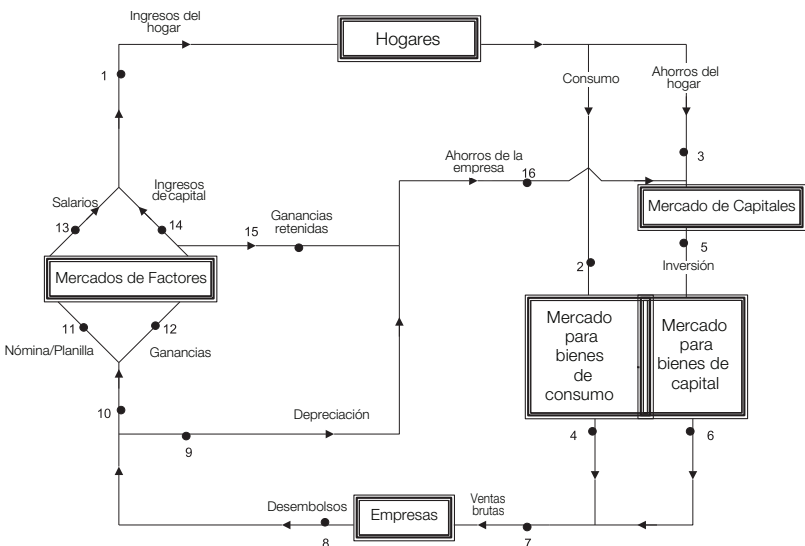 Ingresos del
hogar
Hogares
1
Consumo
Ahorros del
hogar
3
Ahorros de la
empresa
16
Salarios
Ingresos
de capital
13
14
15
Ganancias
retenidas
Mercado de Capitales
5
Inversión
2
Mercados de Factores
11
12
Nómina/Planilla
Ganancias
Mercado
para
bienes
de
consumo
Mercado
para
bienes de
capital
10
Depreciación
9
4
6
Desembolsos
8
Empresas
Ventas
brutas
7